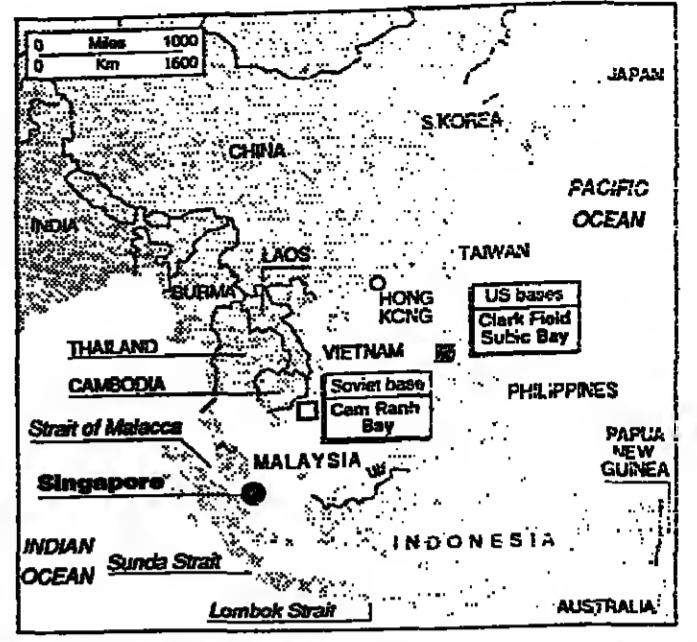 0 Miles 1000
0 Km 1600
JAPAN
S.KOREA
CHINA
PACIFIC
OCEAN
INDIA
TAIWAN
LAOS
BURMA
HONG
KONG
US bases
Clark Field
Subic Bay
THAILAND
VIETNAM
CAMBODIA
Soviet base
Cam Ranh
Bay
PHILIPPINES
Strait of Malacca
PAPUA
NEW
GUINEA
MALAYSIA
Singapore
INDONESIA
INDIAN
OCEAN
Sunda Strait
Lombok Strait
AUSTRALIA